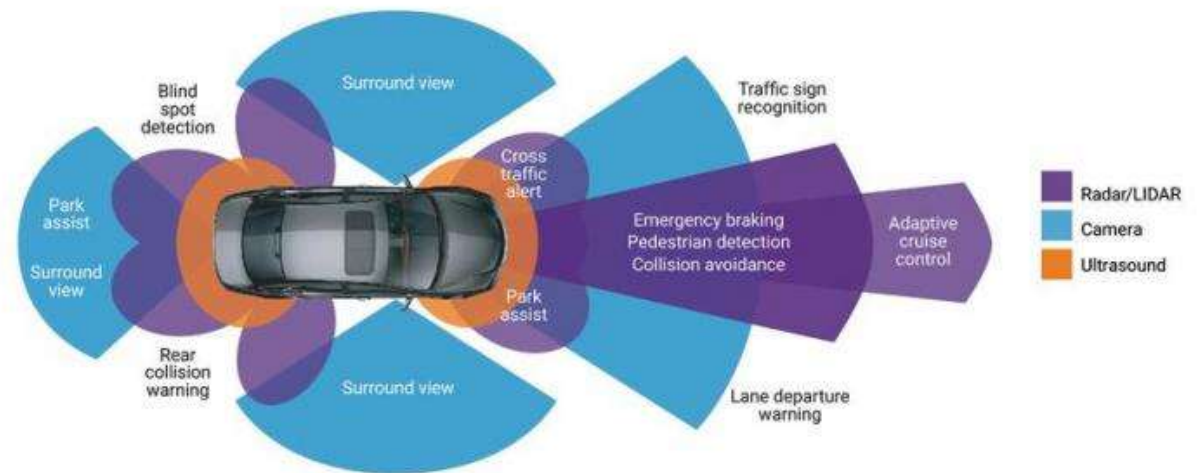 Surround view
Blind
spot
detection
Traffic sign
recognition
Cross
traffic
alert
Park
assist
Surround
view
Emergency braking
Pedestrian detection
Collision avoidance
Adaptive
cruise
control
Radar/LIDAR
Camera
Ultrasound
Park
assist
Rear
collision
warning
Surround view
Lane departure
warning